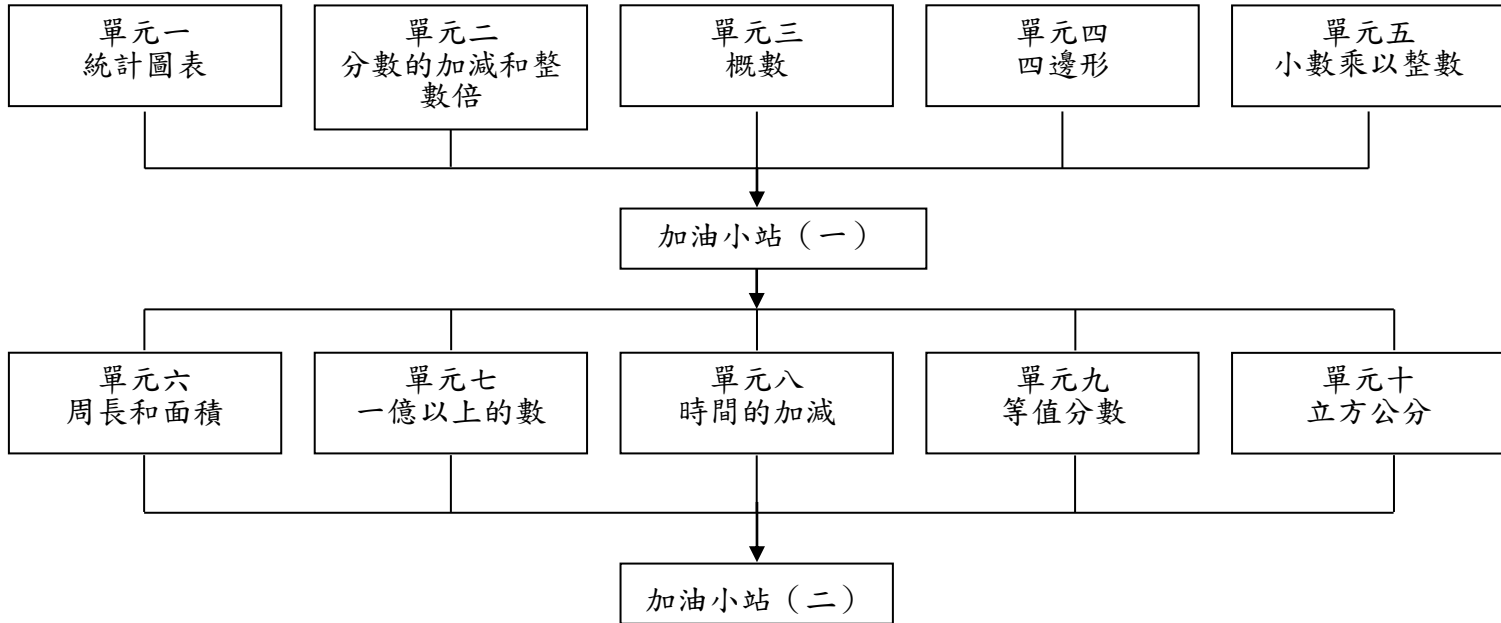 單元一
統計圖表
單元二
分數的加減和整
數倍
單元三
概數
單元四
四邊形
單元五
小數乘以整數
加油小站（一）
單元六
周長和面積
單元七
一億以上的數
單元八
時間的加減
單元九
等值分數
單元十
立方公分
加油小站（二）